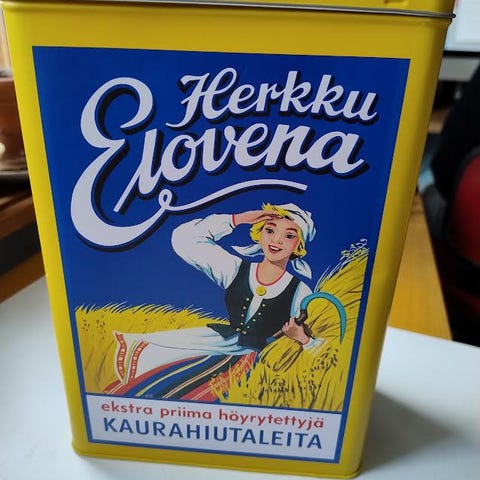 Herkku
Elovena
ekstra priima höyrytettyjä
KAURAHIUTALEITA